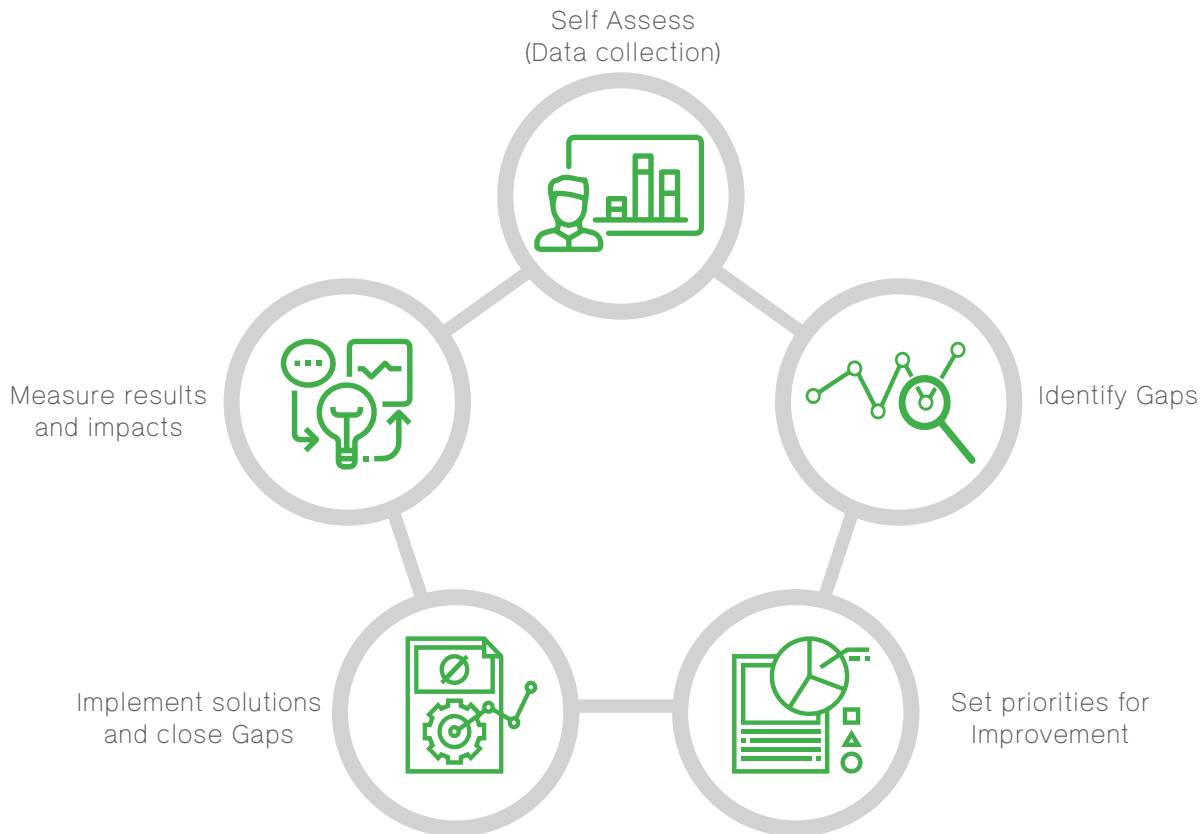 Self Assess
(Data collection)
Identify Gaps
Set priorities for
Improvement
Implement solutions
and close Gaps
Measure results
and impacts